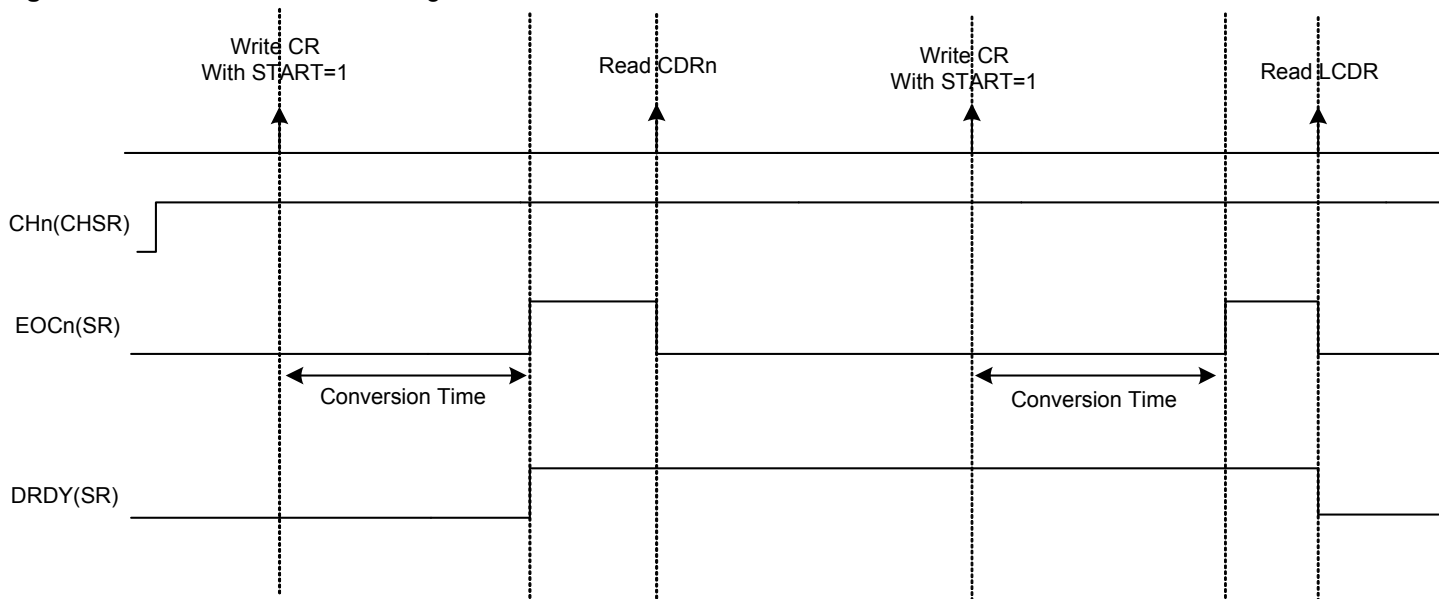 Write CR
With START=1
Read CDRn
Write CR
With START=1
Read LCDR
CHn(CHSR)
EOCn(SR)
Conversion Time
Conversion Time
DRDY(SR)